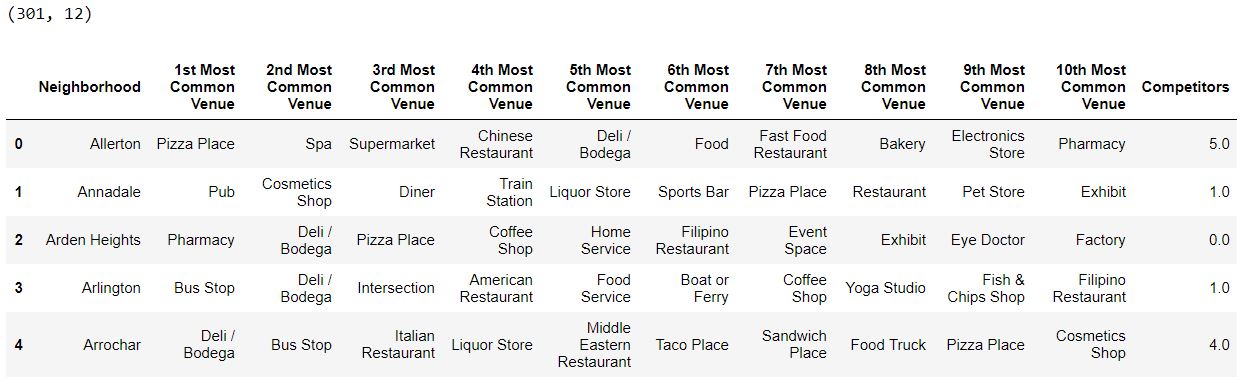 (301, 12)
Neighborhood 1st Most Common Venue 2nd Most Common Venue 3rd Most Common Venue 4th Most Common Venue 5th Most Common Venue 6th Most Common Venue 7th Most Common Venue 8th Most Common Venue 9th Most Common Venue 10th Most Common Venue Competitors
0 Allerton Pizza Place Spa Supermarket Chinese Restaurant Deli / Bodega Food Fast Food Restaurant Bakery Electronics Store Pharmacy 5.0
1 Annadale Pub Cosmetics Shop Diner Train Station Liquor Store Sports Bar Pizza Place Restaurant Pet Store Exhibit 1.0
2 Arden Heights Pharmacy Deli / Bodega Pizza Place Coffee Shop Home Service Filipino Restaurant Event Space Exhibit Eye Doctor Factory 0.0
3 Arlington Bus Stop Deli / Bodega Intersection American Restaurant Food Service Boat or Ferry Coffee Shop Yoga Studio Fish & Chips Shop Filipino Restaurant 1.0
4 Arrochar Deli / Bodega Bus Stop Italian Restaurant Liquor Store Middle Eastern Restaurant Taco Place Sandwich Place Food Truck Pizza Place Cosmetics Shop 4.0